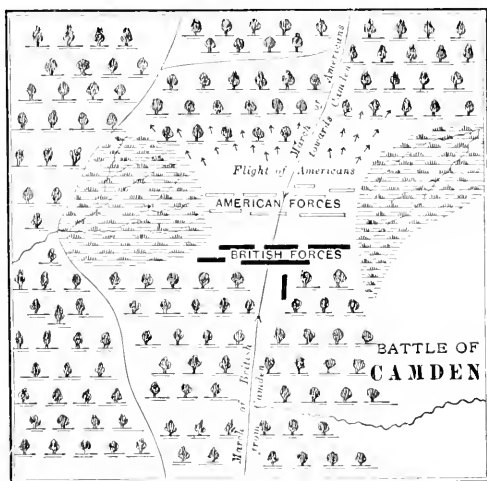 March of Americans
towards Camden
Flight of Americans
AMERICAN FORCES
BRITISH FORCES
BATTLE OF
CAMDEN
March of British
from Camden